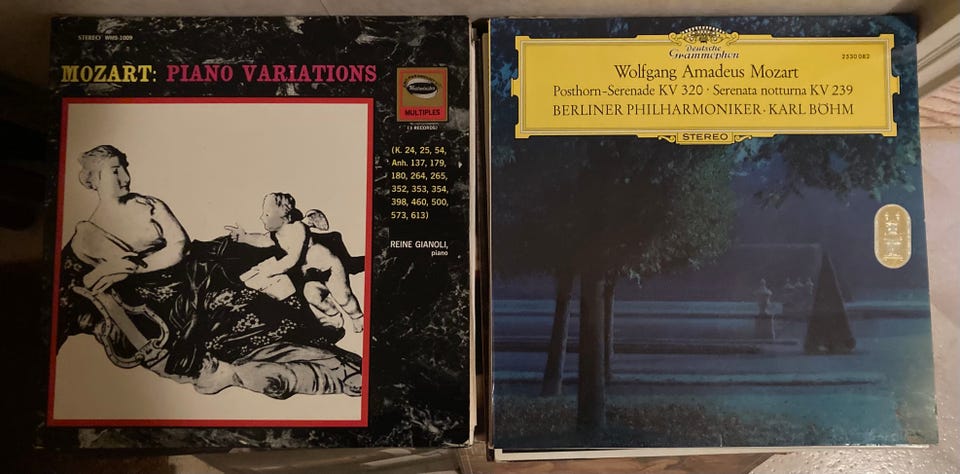 STEREO WMS-1009
MOZART: PIANO VARIATIONS
Westminster
MULTIPLES
(3 RECORDS)
(K. 24, 25, 54,
Anh. 137, 179,
180, 264, 265,
352, 353, 354,
398, 460, 500,
573, 613)
REINE GIANOLI,
piano
Deutsche
Grammophon
2530 082
Wolfgang Amadeus Mozart
Posthorn-Serenade KV 320 · Serenata notturna KV 239
BERLINER PHILHARMONIKER · KARL BÖHM
STEREO